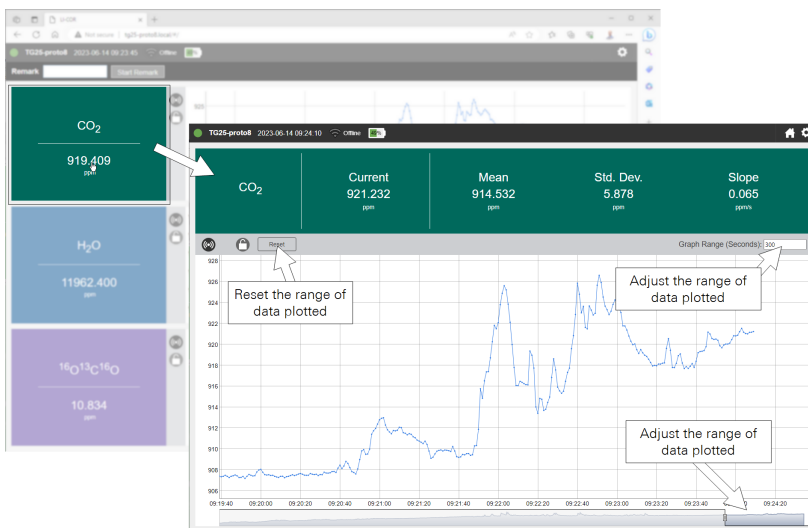 Not secure | tg25-proto8.local
TG25-proto8 2023-06-14 09:23:45 Offline
Remark Start Remark
CO2
919.409
ppm
H2O
11962.400
ppm
16O13C16O
10.834
ppm
925
TG25-proto8 2023-06-14 09:24:10 Offline
CO2
Current
921.232
ppm
Mean
914.532
ppm
Std. Dev.
5.878
ppm
Slope
0.065
ppm/s
Reset
Graph Range (Seconds): 300
Reset the range of
data plotted
Adjust the range of
data plotted
Adjust the range of
data plotted
928
926
924
922
920
918
916
914
912
910
908
906
09:19:40 09:20:00 09:20:20 09:20:40 09:21:00 09:21:20 09:21:40 09:22:00 09:22:20 09:22:40 09:23:00 09:23:20 09:23:40 09:24:20